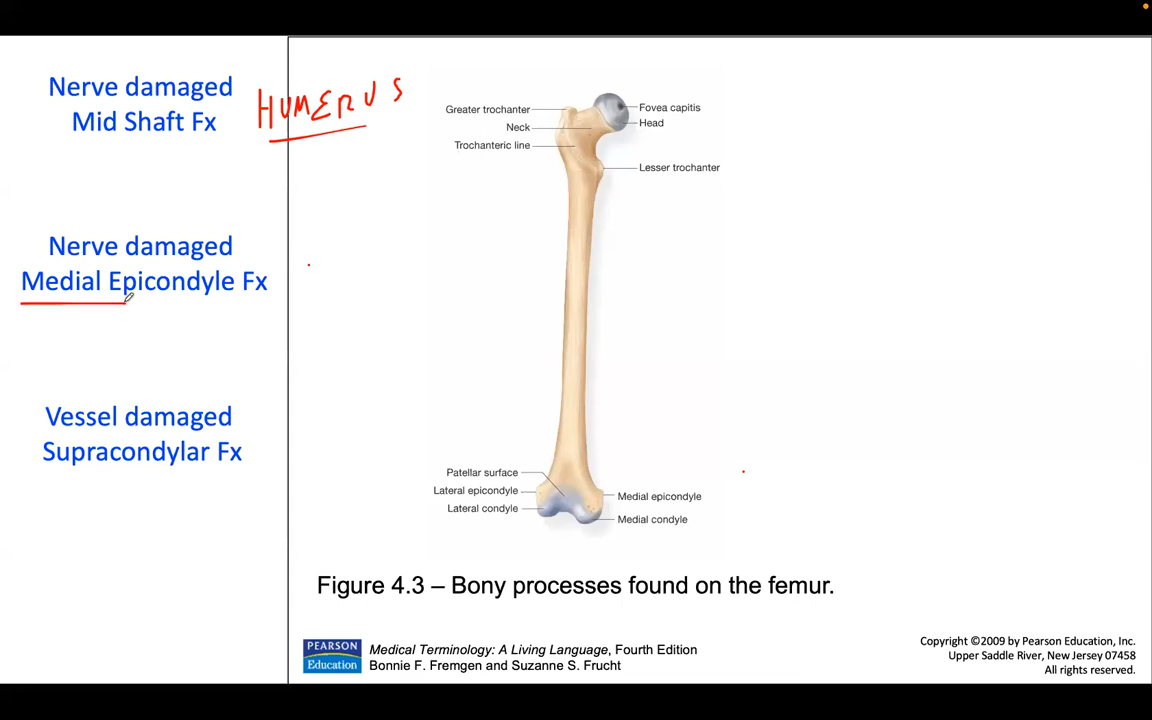 Nerve damaged
Mid Shaft Fx
HUMERUS
Nerve damaged
Medial Epicondyle Fx
Vessel damaged
Supracondylar Fx
Greater trochanter
Neck
Trochanteric line
Fovea capitis
Head
Lesser trochanter
Patellar surface
Lateral epicondyle
Lateral condyle
Medial epicondyle
Medial condyle
Figure 4.3 – Bony processes found on the femur.
PEARSON
Education
Medical Terminology: A Living Language, Fourth Edition
Bonnie F. Fremgen and Suzanne S. Frucht
Copyright ©2009 by Pearson Education, Inc.
Upper Saddle River, New Jersey 07458
All rights reserved.